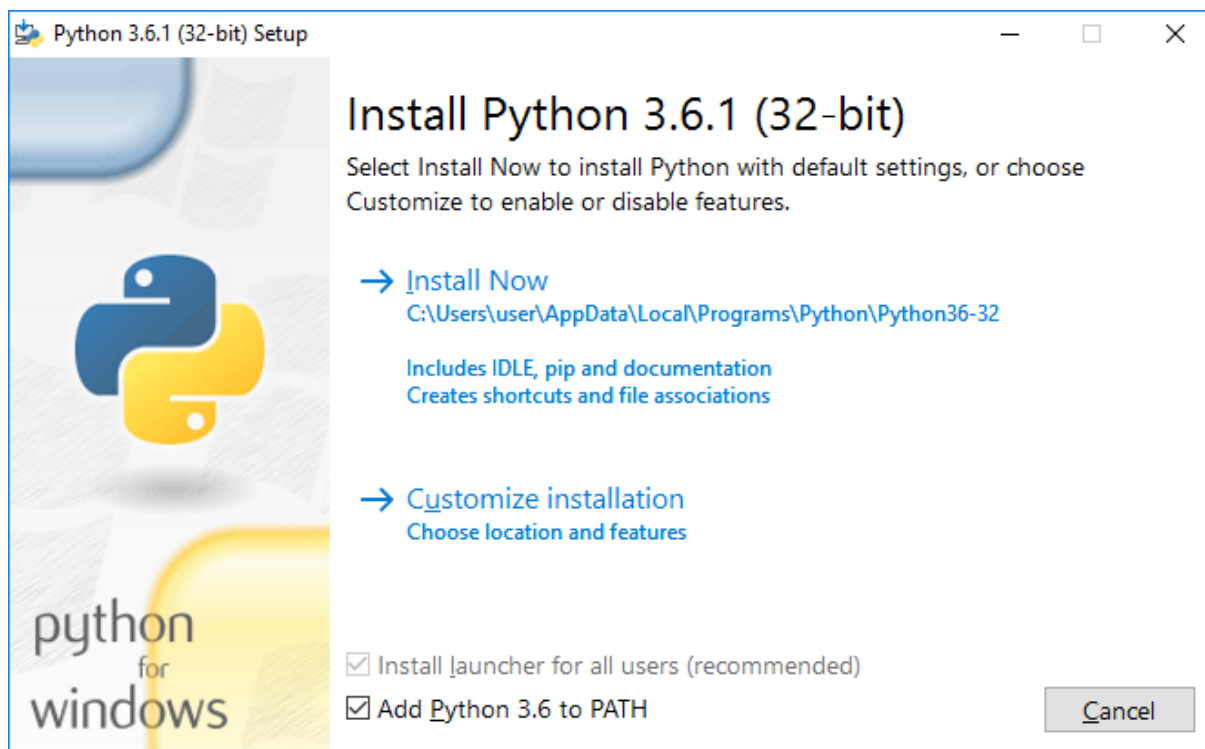 Python 3.6.1 (32-bit) Setup
Install Python 3.6.1 (32-bit)
Select Install Now to install Python with default settings, or choose
Customize to enable or disable features.
Install Now
C:\Users\user\AppData\Local\Programs\Python\Python36-32
Includes IDLE, pip and documentation
Creates shortcuts and file associations
Customize installation
Choose location and features
python
for
windows
Install launcher for all users (recommended)
Add Python 3.6 to PATH
Cancel